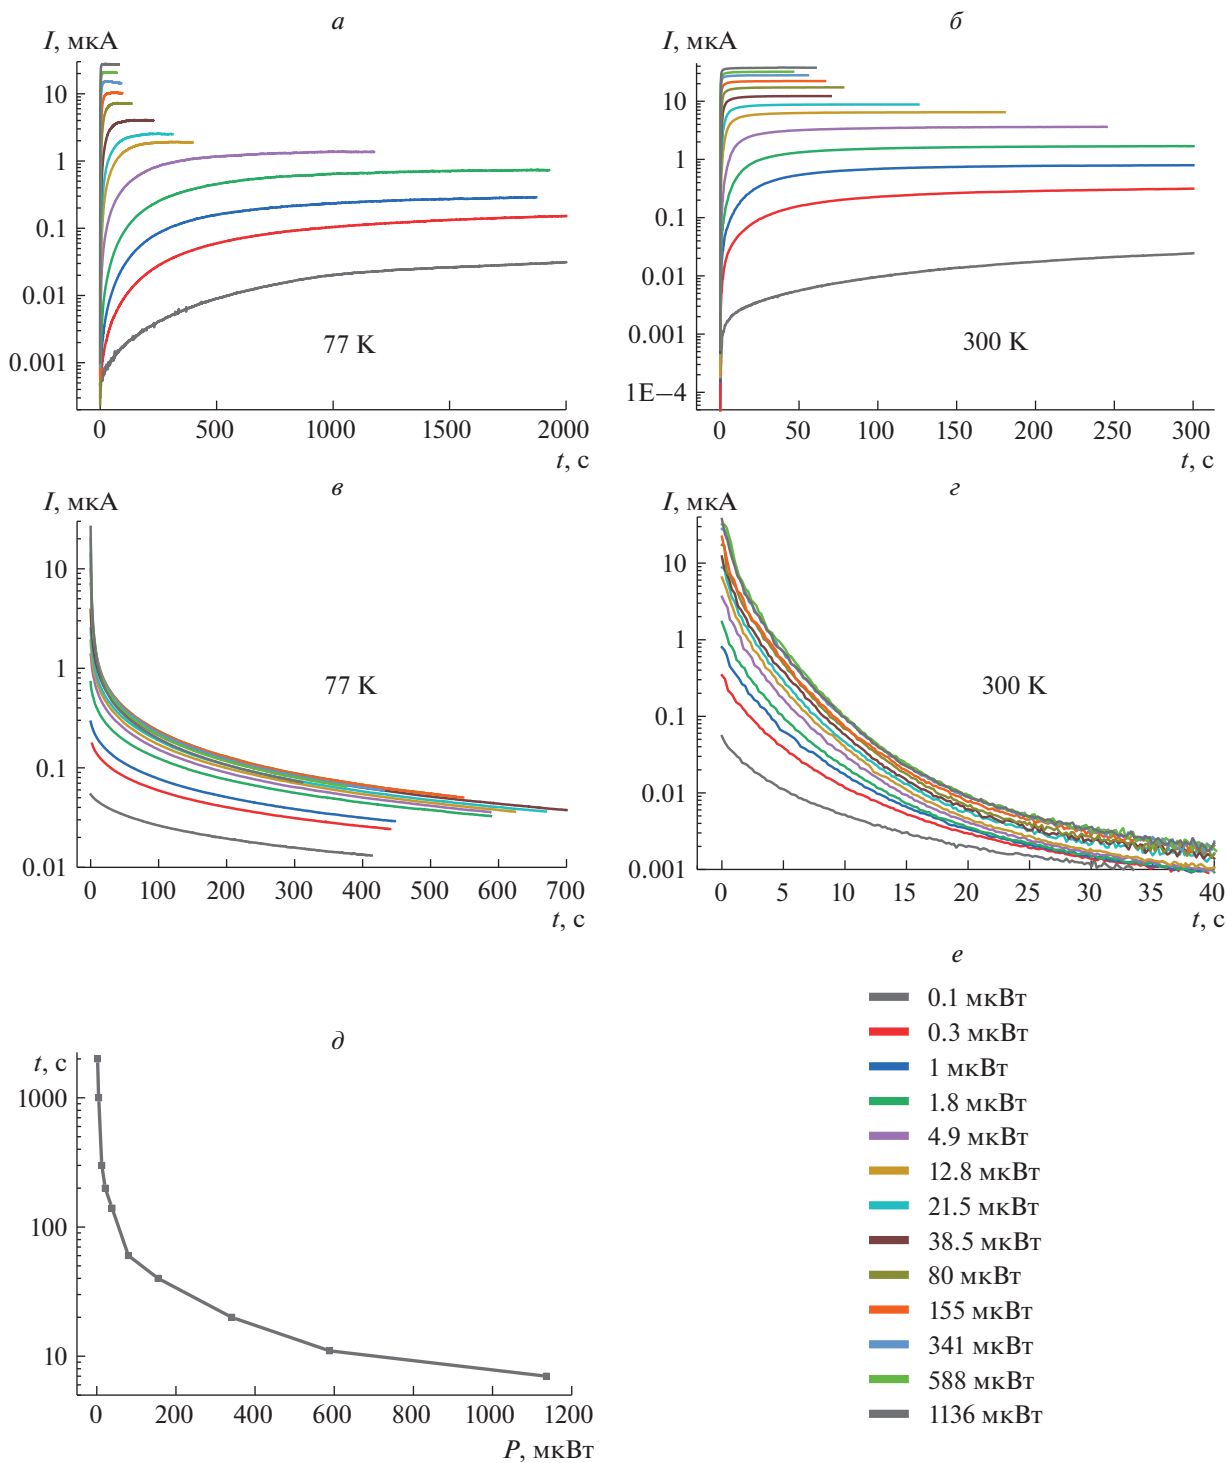 а
I, мкА
10
1
0.1
0.01
0.001
77 K
0
500
1000
1500
2000
t, с
б
I, мкА
10
1
0.1
0.01
0.001
1E–4
300 K
0
50
100
150
200
250
300
t, с
в
I, мкА
10
1
0.1
0.01
77 K
0
100
200
300
400
500
600
700
t, с
г
I, мкА
10
1
0.1
0.01
0.001
300 K
0
5
10
15
20
25
30
35
40
t, с
д
t, с
1000
100
10
0
200
400
600
800
1000
1200
P, мкВт
е
0.1 мкВт
0.3 мкВт
1 мкВт
1.8 мкВт
4.9 мкВт
12.8 мкВт
21.5 мкВт
38.5 мкВт
80 мкВт
155 мкВт
341 мкВт
588 мкВт
1136 мкВт